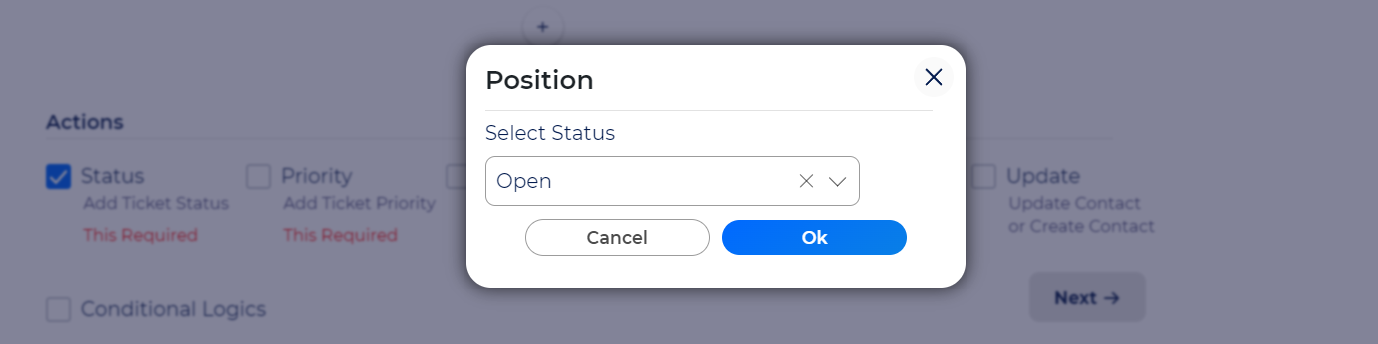 +
Position
Actions
Select Status
Status
Priority
Open
Update
Add Ticket Status
Add Ticket Priority
Update Contact
or Create Contact
This Required
This Required
Cancel
Ok
Conditional Logics
Next →